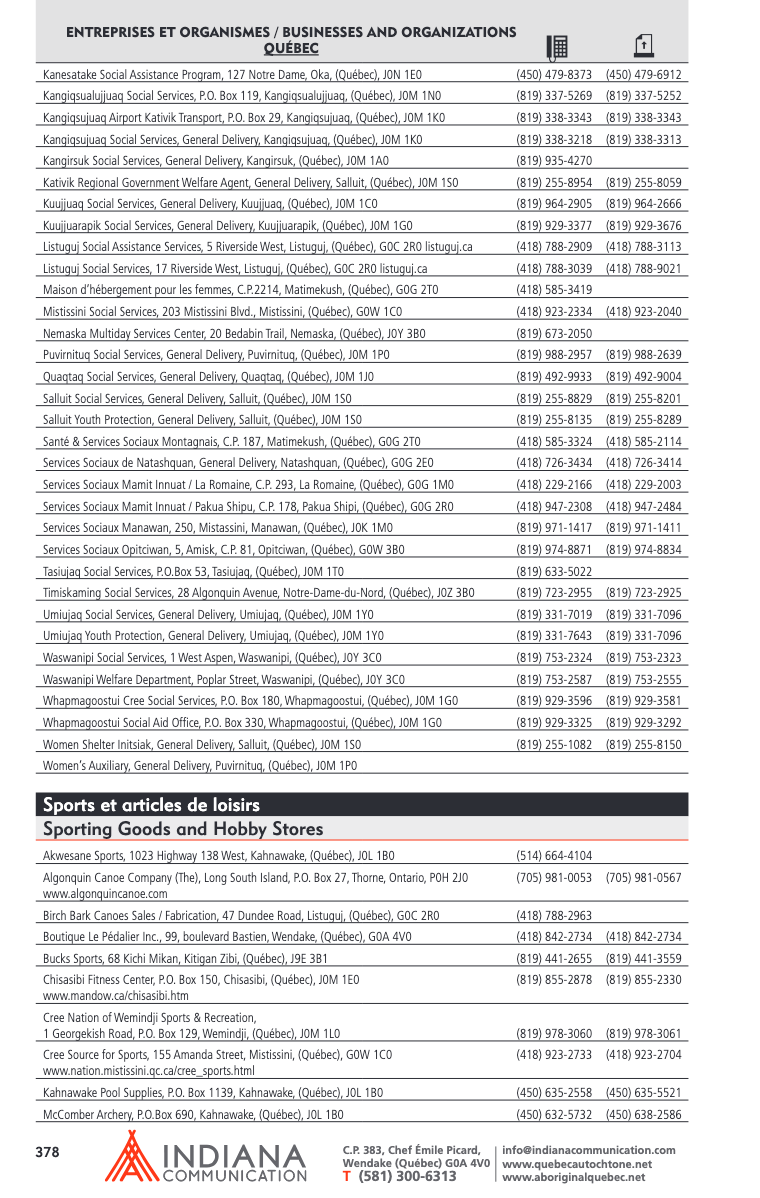 ENTREPRISES ET ORGANISMES / BUSINESSES AND ORGANIZATIONS
QUÉBEC
Kanesatake Social Assistance Program, 127 Notre Dame, Oka, (Québec), J0N 1E0 (450) 479-8373 (450) 479-6912
Kangiqsualujjuaq Social Services, P.O. Box 119, Kangiqsualujjuaq, (Québec), J0M 1N0 (819) 337-5269 (819) 337-5252
Kangiqsujuaq Airport Kativik Transport, P.O. Box 29, Kangiqsujuaq, (Québec), J0M 1K0 (819) 338-3343 (819) 338-3343
Kangiqsujuaq Social Services, General Delivery, Kangiqsujuaq, (Québec), J0M 1K0 (819) 338-3218 (819) 338-3313
Kangirsuk Social Services, General Delivery, Kangirsuk, (Québec), J0M 1A0 (819) 935-4270
Kativik Regional Government Welfare Agent, General Delivery, Salluit, (Québec), J0M 1S0 (819) 255-8954 (819) 255-8059
Kuujjuaq Social Services, General Delivery, Kuujjuaq, (Québec), J0M 1C0 (819) 964-2905 (819) 964-2666
Kuujjuarapik Social Services, General Delivery, Kuujjuarapik, (Québec), J0M 1G0 (819) 929-3377 (819) 929-3676
Listuguj Social Assistance Services, 5 Riverside West, Listuguj, (Québec), G0C 2R0 listuguj.ca (418) 788-2909 (418) 788-3113
Listuguj Social Services, 17 Riverside West, Listuguj, (Québec), G0C 2R0 listuguj.ca (418) 788-3039 (418) 788-9021
Maison d'hébergement pour les femmes, C.P.2214, Matimekush, (Québec), G0G 2T0 (418) 585-3419
Mistissini Social Services, 203 Mistissini Blvd., Mistissini, (Québec), G0W 1C0 (418) 923-2334 (418) 923-2040
Nemaska Multiday Services Center, 20 Bedabin Trail, Nemaska, (Québec), J0Y 3B0 (819) 673-2050
Puvirnituq Social Services, General Delivery, Puvirnituq, (Québec), J0M 1P0 (819) 988-2957 (819) 988-2639
Quaqtaq Social Services, General Delivery, Quaqtaq, (Québec), J0M 1J0 (819) 492-9933 (819) 492-9004
Salluit Social Services, General Delivery, Salluit, (Québec), J0M 1S0 (819) 255-8829 (819) 255-8201
Salluit Youth Protection, General Delivery, Salluit, (Québec), J0M 1S0 (819) 255-8135 (819) 255-8289
Santé & Services Sociaux Montagnais, C.P. 187, Matimekush, (Québec), G0G 2T0 (418) 585-3324 (418) 585-2114
Services Sociaux de Natashquan, General Delivery, Natashquan, (Québec), G0G 2E0 (418) 726-3434 (418) 726-3414
Services Sociaux Mamit Innuat / La Romaine, C.P. 293, La Romaine, (Québec), G0G 1M0 (418) 229-2166 (418) 229-2003
Services Sociaux Mamit Innuat / Pakua Shipu, C.P. 178, Pakua Shipi, (Québec), G0G 2R0 (418) 947-2308 (418) 947-2484
Services Sociaux Manawan, 250, Mistassini, Manawan, (Québec), J0K 1M0 (819) 971-1417 (819) 971-1411
Services Sociaux Opitciwan, 5, Amisk, C.P. 81, Opitciwan, (Québec), G0W 3B0 (819) 974-8871 (819) 974-8834
Tasiujaq Social Services, P.O.Box 53, Tasiujaq, (Québec), J0M 1T0 (819) 633-5022
Timiskaming Social Services, 28 Algonquin Avenue, Notre-Dame-du-Nord, (Québec), J0Z 3B0 (819) 723-2955 (819) 723-2925
Umiujaq Social Services, General Delivery, Umiujaq, (Québec), J0M 1Y0 (819) 331-7019 (819) 331-7096
Umiujaq Youth Protection, General Delivery, Umiujaq, (Québec), J0M 1Y0 (819) 331-7643 (819) 331-7096
Waswanipi Social Services, 1 West Aspen, Waswanipi, (Québec), J0Y 3C0 (819) 753-2324 (819) 753-2323
Waswanipi Welfare Department, Poplar Street, Waswanipi, (Québec), J0Y 3C0 (819) 753-2587 (819) 753-2555
Whapmagoostui Cree Social Services, P.O. Box 180, Whapmagoostui, (Québec), J0M 1G0 (819) 929-3596 (819) 929-3581
Whapmagoostui Social Aid Office, P.O. Box 330, Whapmagoostui, (Québec), J0M 1G0 (819) 929-3325 (819) 929-3292
Women Shelter Initsiak, General Delivery, Salluit, (Québec), J0M 1S0 (819) 255-1082 (819) 255-8150
Women's Auxiliary, General Delivery, Puvirnituq, (Québec), J0M 1P0
Sports et articles de loisirs
Sporting Goods and Hobby Stores
Akwesane Sports, 1023 Highway 138 West, Kahnawake, (Québec), J0L 1B0 (514) 664-4104
Algonquin Canoe Company (The), Long South Island, P.O. Box 27, Thorne, Ontario, P0H 2J0 (705) 981-0053 (705) 981-0567
www.algonquincanoe.com
Birch Bark Canoes Sales / Fabrication, 47 Dundee Road, Listuguj, (Québec), G0C 2R0 (418) 788-2963
Boutique Le Pédalier Inc., 99, boulevard Bastien, Wendake, (Québec), G0A 4V0 (418) 842-2734 (418) 842-2734
Bucks Sports, 68 Kichi Mikan, Kitigan Zibi, (Québec), J9E 3B1 (819) 441-2655 (819) 441-3559
Chisasibi Fitness Center, P.O. Box 150, Chisasibi, (Québec), J0M 1E0 (819) 855-2878 (819) 855-2330
www.mandow.ca/chisasibi.htm
Cree Nation of Wemindji Sports & Recreation,
1 Georgekish Road, P.O. Box 129, Wemindji, (Québec), J0M 1L0 (819) 978-3060 (819) 978-3061
Cree Source for Sports, 155 Amanda Street, Mistissini, (Québec), G0W 1C0 (418) 923-2733 (418) 923-2704
www.nation.mistissini.qc.ca/cree_sports.html
Kahnawake Pool Supplies, P.O. Box 1139, Kahnawake, (Québec), J0L 1B0 (450) 635-2558 (450) 635-5521
McComber Archery, P.O.Box 690, Kahnawake, (Québec), J0L 1B0 (450) 632-5732 (450) 638-2586
378
INDIANA
COMMUNICATION
C.P. 383, Chef Émile Picard,
Wendake (Québec) G0A 4V0
T (581) 300-6313
info@indianacommunication.com
www.quebecautochtone.net
www.aboriginalquebec.net